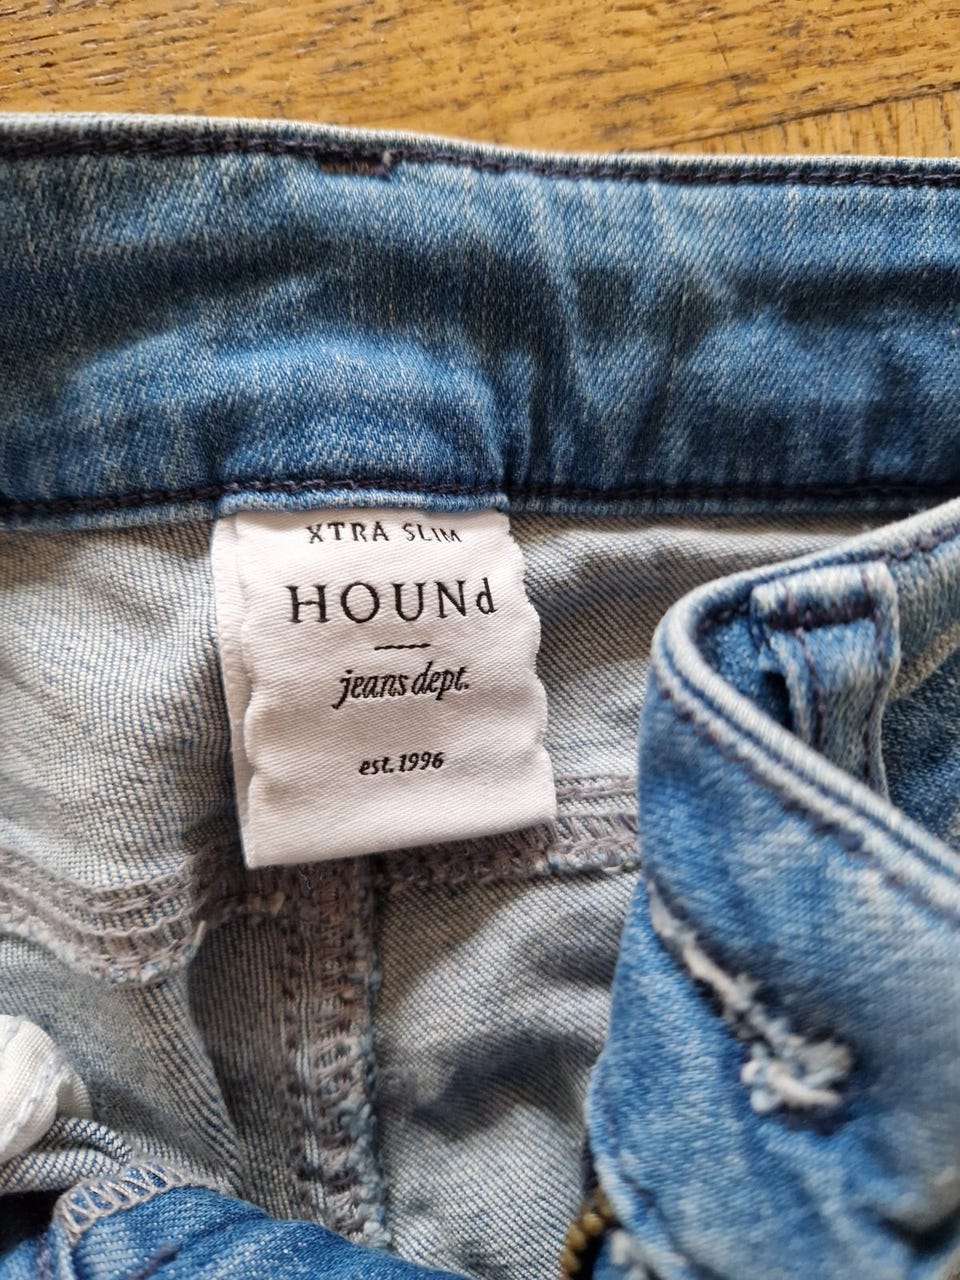 XTRA SLIM
HOUNd
jeans dept.
est. 1996